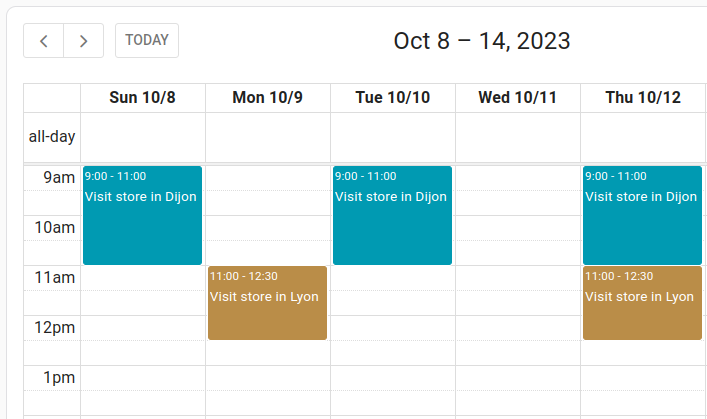 TODAY
Oct 8 – 14, 2023
Sun 10/8 Mon 10/9 Tue 10/10 Wed 10/11 Thu 10/12
all-day
9am
9:00 - 11:00 9:00 - 11:00 9:00 - 11:00
Visit store in Dijon Visit store in Dijon Visit store in Dijon
10am
11am
11:00 - 12:30 11:00 - 12:30
Visit store in Lyon Visit store in Lyon
12pm
1pm